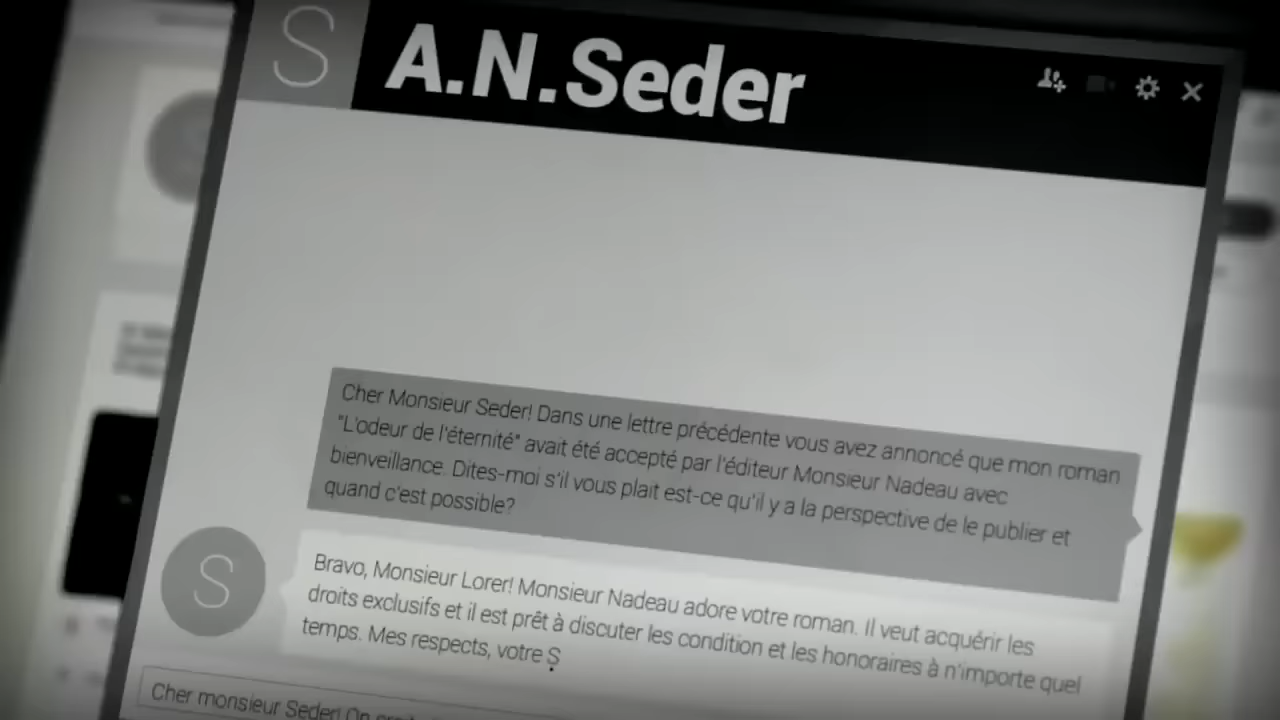 S
A.N.Seder
Cher Monsieur Seder! Dans une lettre précédente vous avez annoncé que mon roman
"L'odeur de l'éternité" avait été accepté par l'éditeur Monsieur Nadeau avec
bienveillance. Dites-moi s'il vous plait est-ce qu'il y a la perspective de le publier et
quand c'est possible?
S
Bravo, Monsieur Lorer! Monsieur Nadeau adore votre roman. Il veut acquérir les
droits exclusifs et il est prêt à discuter les condition et les honoraires à n'importe quel
temps. Mes respects, votre S
Cher monsieur Seder! On